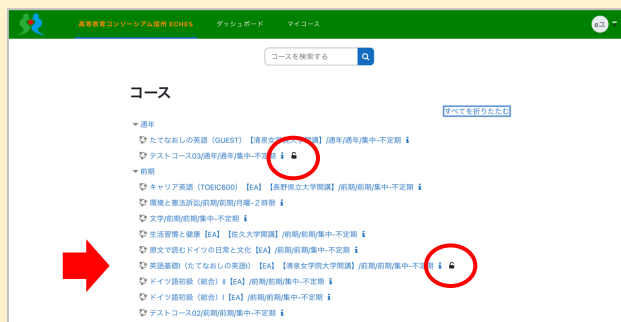 高等教育コンソーシアム信州 ECHES ダッシュボード マイコース eユ
コースを検索する
コース
すべてを折りたたむ
通年
たてなおしの英語（GUEST）【清泉女学院大学開講】/通年/通年/集中-不定期
テストコース03/通年/通年/集中-不定期
前期
キャリア英語（TOEIC600）【EA】【長野県立大学開講】/前期/前期/集中-不定期
環境と憲法訴訟/前期/前期/月曜-２時限
文字/前期/前期/集中-不定期
生活習慣と健康【EA】【佐久大学開講】/前期/前期/集中-不定期
原文で読むドイツの日常と文化【EA】/前期/前期/集中-不定期
英語基礎I（たてなおしの英語I）【EA】【清泉女学院大学開講】/前期/前期/集中-不定期
ドイツ語初級（総合）II【EA】/前期/前期/集中-不定期
ドイツ語初級（総合）I【EA】/前期/前期/集中-不定期
テストコース02/前期/前期/集中-不定期